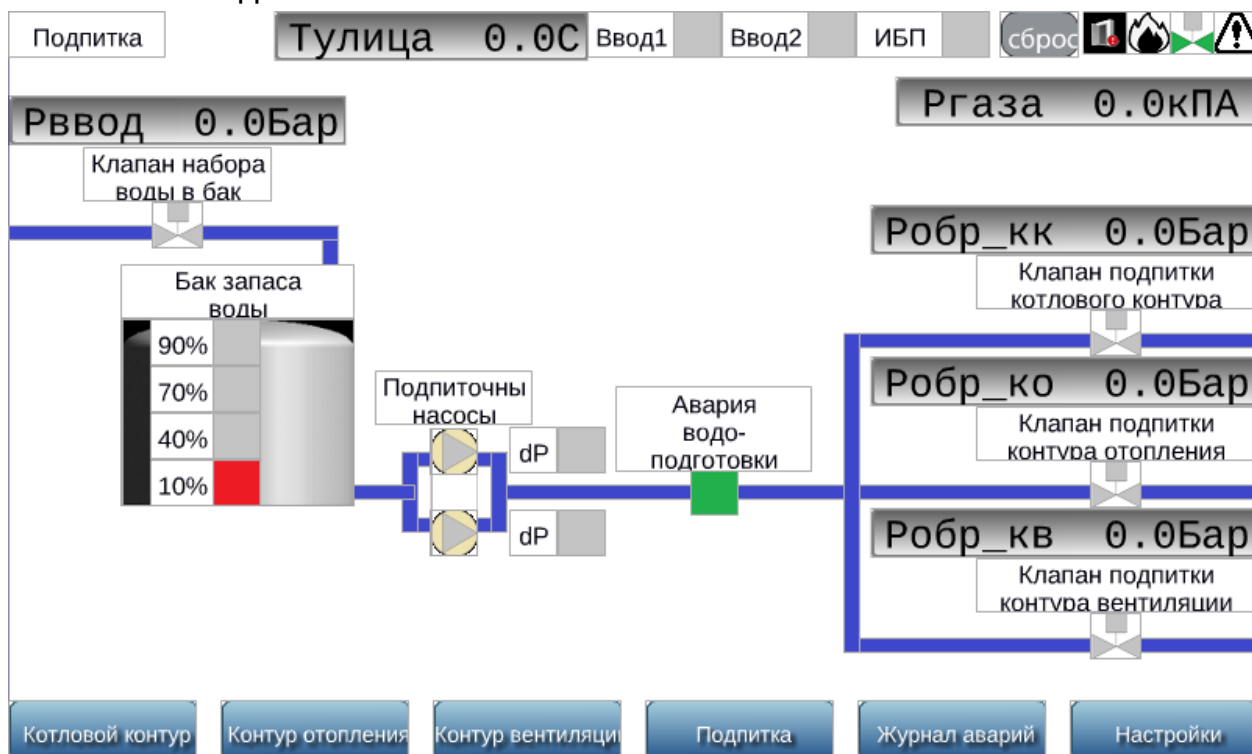 Подпитка
Тулица 0.0С
Ввод1
Ввод2
ИБП
сброс
Рввод 0.0Бар
Ргаза 0.0кПА
Клапан набора
воды в бак
Робр_кк 0.0Бар
Клапан подпитки
котлового контура
Бак запаса
воды
90%
70%
40%
10%
Подпиточны
насосы
dP
dP
Авария
водо-
подготовки
Робр_ко 0.0Бар
Клапан подпитки
контура отопления
Робр_кв 0.0Бар
Клапан подпитки
контура вентиляции
Котловой контур
Контур отопления
Контур вентиляци
Подпитка
Журнал аварий
Настройки